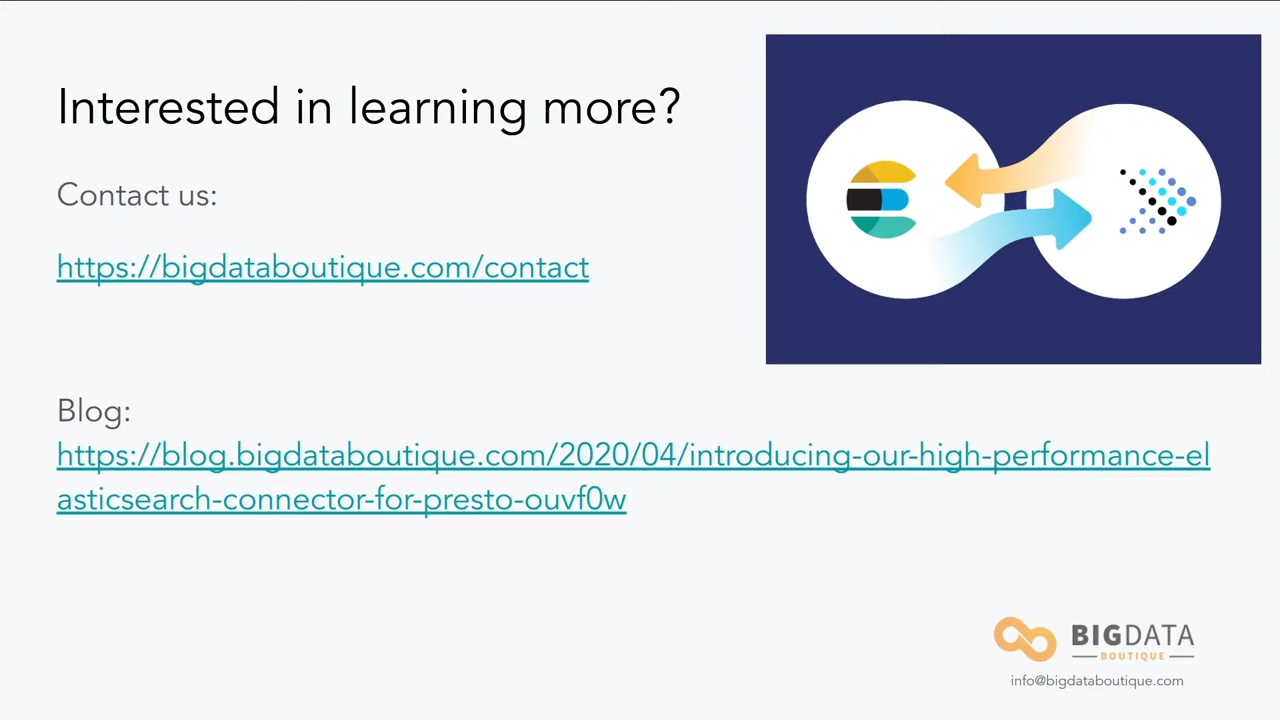 Interested in learning more?
Contact us:
https://bigdataboutique.com/contact
Blog:
https://blog.bigdataboutique.com/2020/04/introducing-our-high-performance-el
asticsearch-connector-for-presto-ouvf0w
BIGDATA
BOUTIQUE
info@bigdataboutique.com